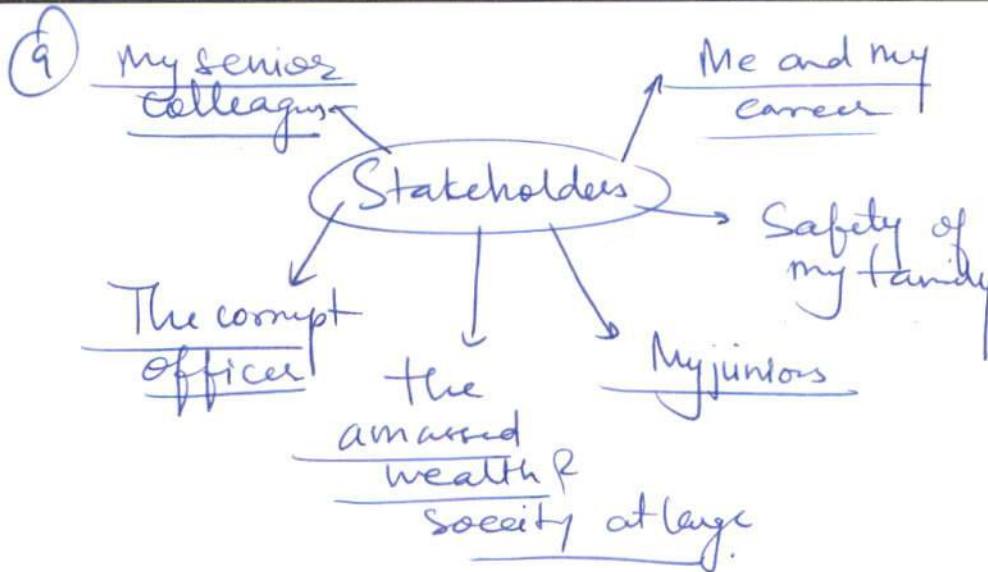 9
My senior
colleagues
Me and my
career
Stakeholders
Safety of
my family
The corrupt
officer
the
amassed
wealth &
soccity at large
My juniors